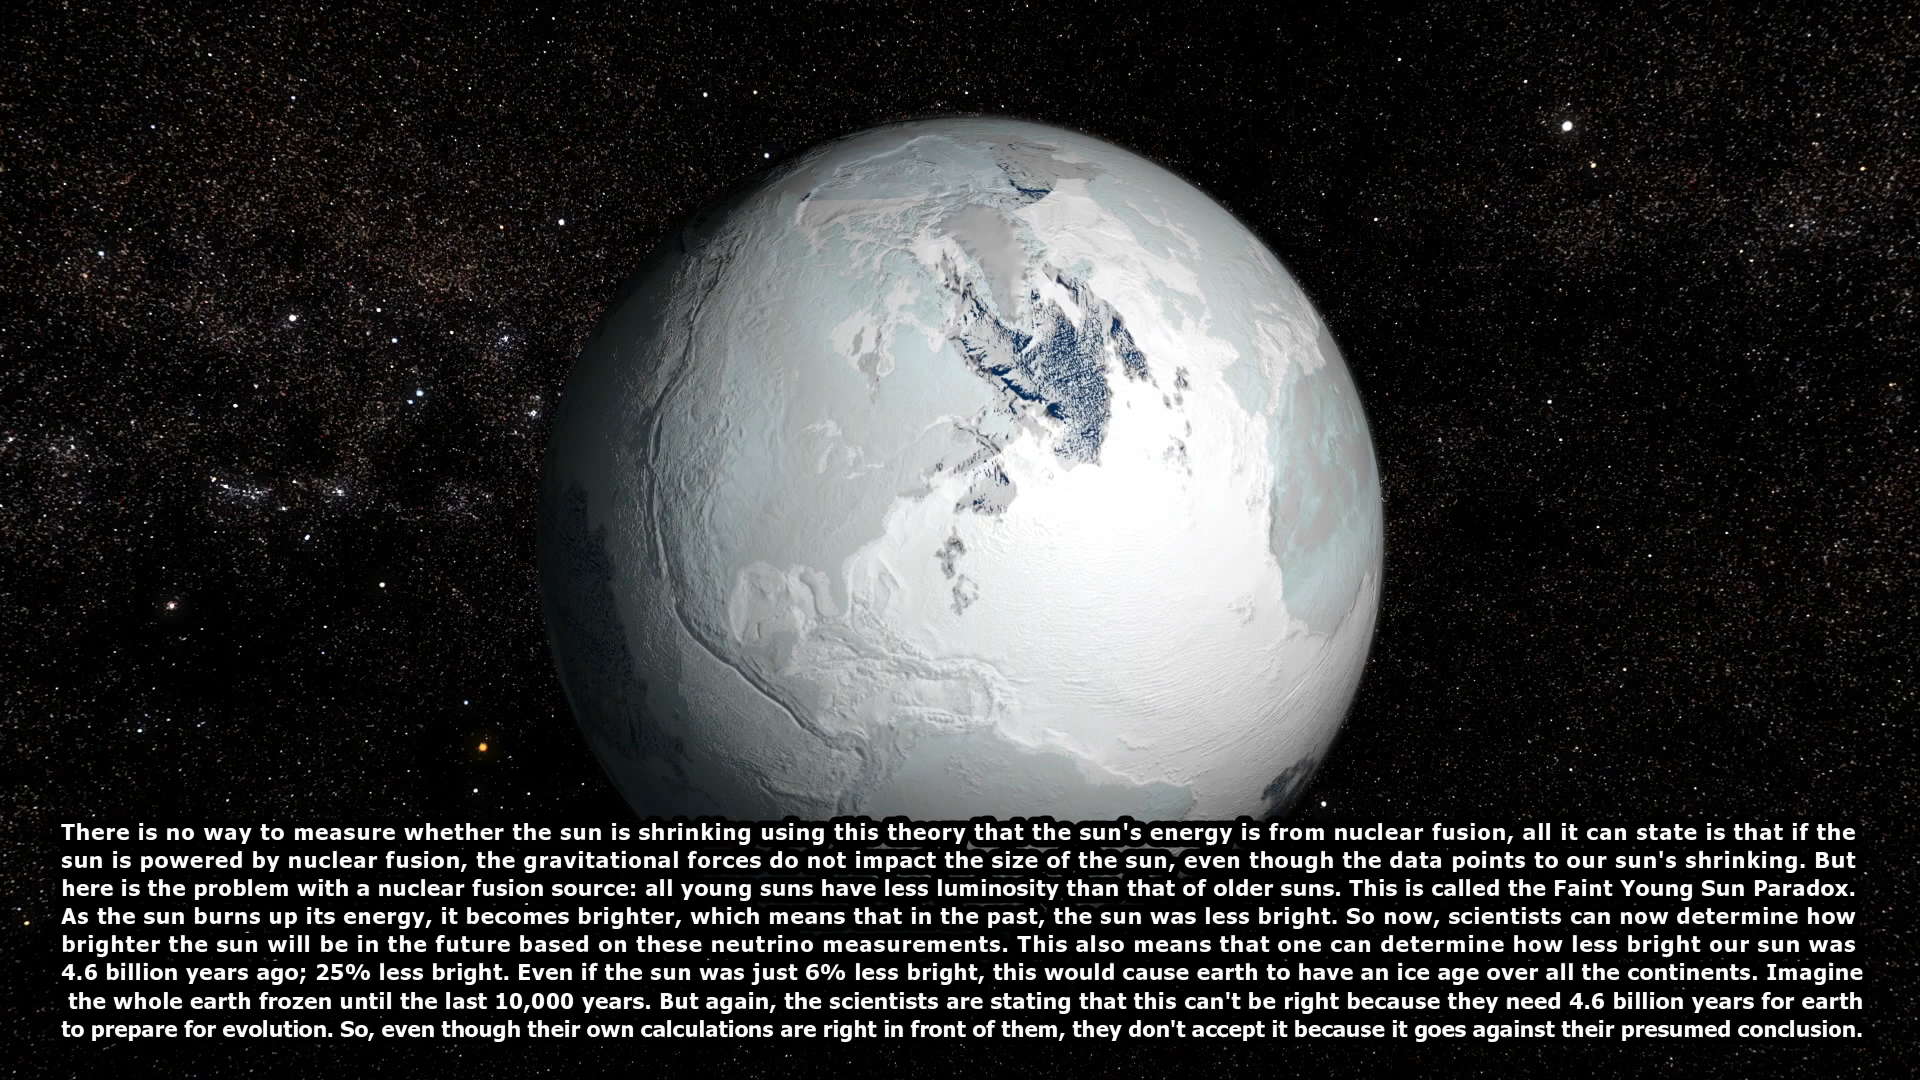 There is no way to measure whether the sun is shrinking using this theory that the sun's energy is from nuclear fusion, all it can state is that if the
sun is powered by nuclear fusion, the gravitational forces do not impact the size of the sun, even though the data points to our sun's shrinking. But
here is the problem with a nuclear fusion source: all young suns have less luminosity than that of older suns. This is called the Faint Young Sun Paradox.
As the sun burns up its energy, it becomes brighter, which means that in the past, the sun was less bright. So now, scientists can now determine how
brighter the sun will be in the future based on these neutrino measurements. This also means that one can determine how less bright our sun was
4.6 billion years ago; 25% less bright. Even if the sun was just 6% less bright, this would cause earth to have an ice age over all the continents. Imagine
the whole earth frozen until the last 10,000 years. But again, the scientists are stating that this can't be right because they need 4.6 billion years for earth
to prepare for evolution. So, even though their own calculations are right in front of them, they don't accept it because it goes against their presumed conclusion.